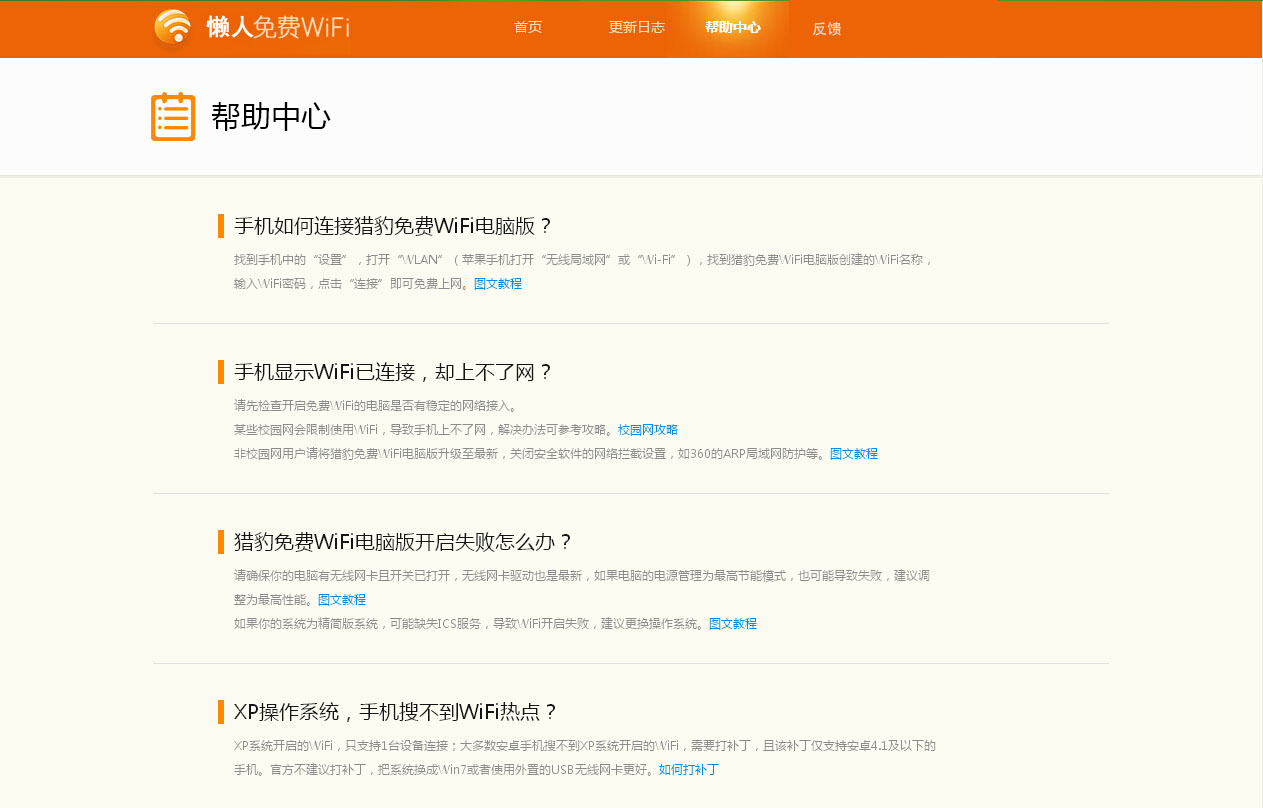 懒人免费WiFi
首页 更新日志 帮助中心 反馈
帮助中心
手机如何连接猎豹免费WiFi电脑版？
找到手机中的“设置”，打开“WLAN”（苹果手机打开“无线局域网”或“Wi-Fi”），找到猎豹免费WiFi电脑版创建的WiFi名称，
输入WiFi密码，点击“连接”即可免费上网。图文教程
手机显示WiFi已连接，却上不了网？
请先检查开启免费WiFi的电脑是否有稳定的网络接入。
某些校园网会限制使用WiFi，导致手机上不了网，解决办法可参考攻略。校园网攻略
非校园网用户请将猎豹免费WiFi电脑版升级至最新，关闭安全软件的网络拦截设置，如360的ARP局域网防护等。图文教程
猎豹免费WiFi电脑版开启失败怎么办？
请确保你的电脑有无线网卡且开关已打开，无线网卡驱动也是最新，如果电脑的电源管理为最高节能模式，也可能导致失败，建议调
整为最高性能。图文教程
如果你的系统为精简版系统，可能缺失ICS服务，导致WiFi开启失败，建议更换操作系统。图文教程
XP操作系统，手机搜不到WiFi热点？
XP系统开启的WiFi，只支持1台设备连接；大多数安卓手机搜不到XP系统开启的WiFi，需要打补丁，且该补丁仅支持安卓4.1及以下的
手机。官方不建议打补丁，把系统换成Win7或者使用外置的USB无线网卡更好。如何打补丁